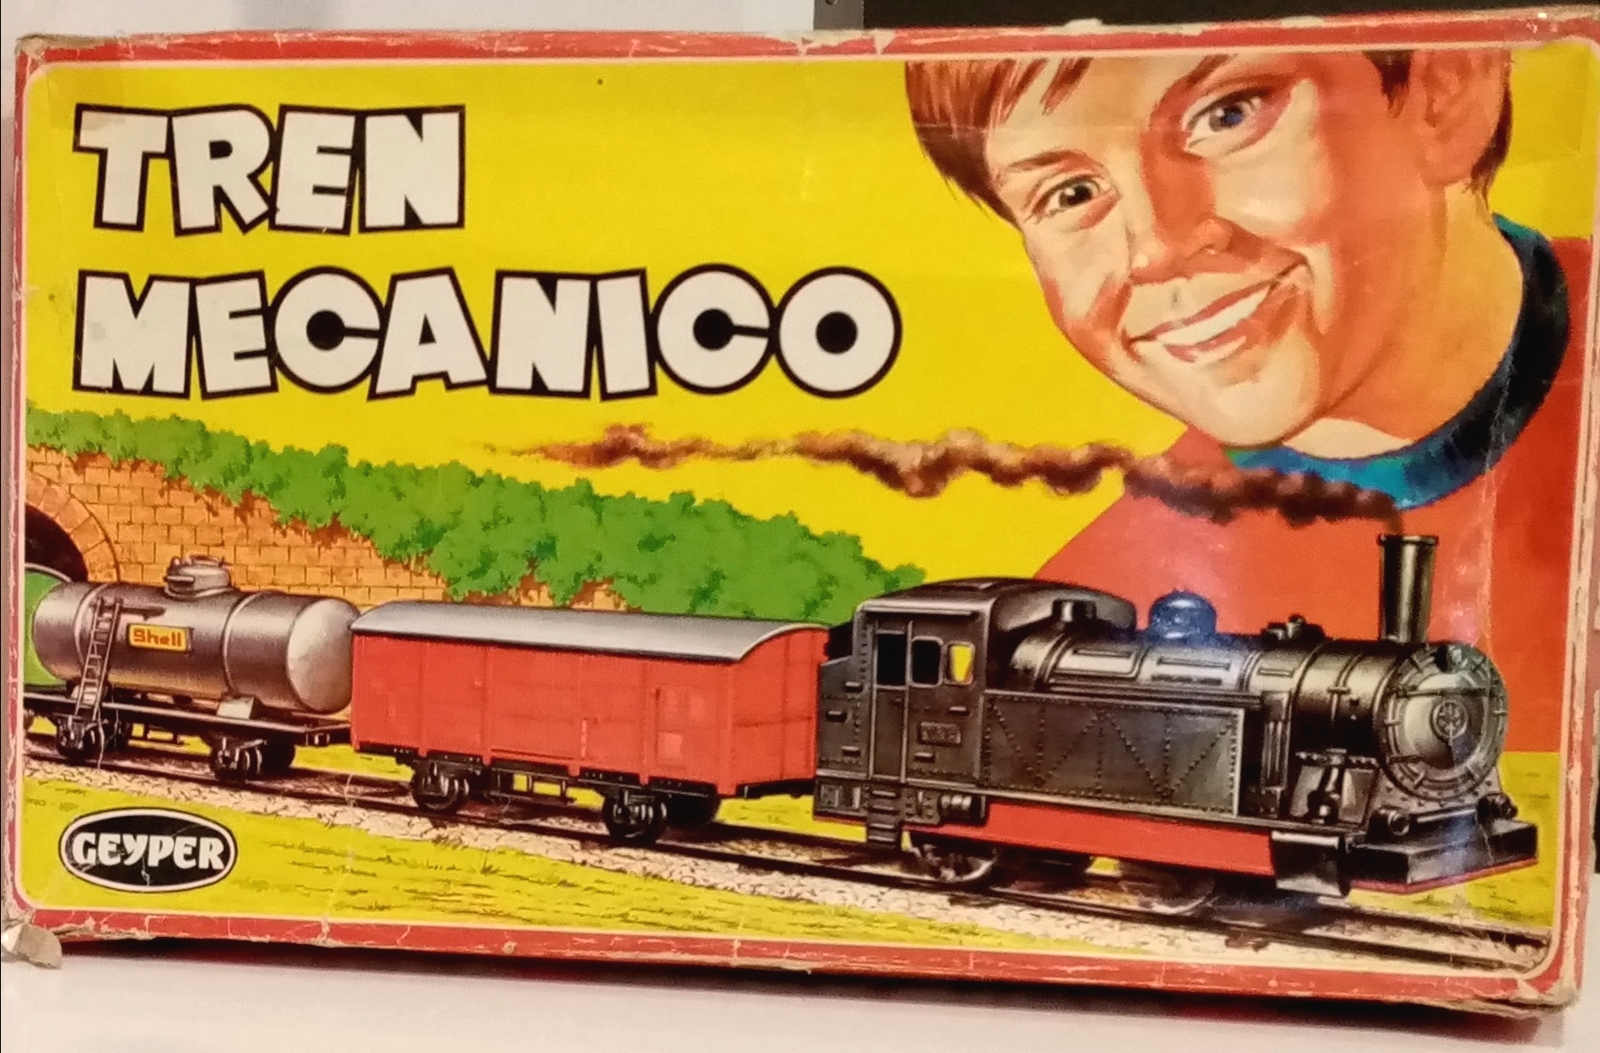 TREN
MECANICO
Shell
GEYPER